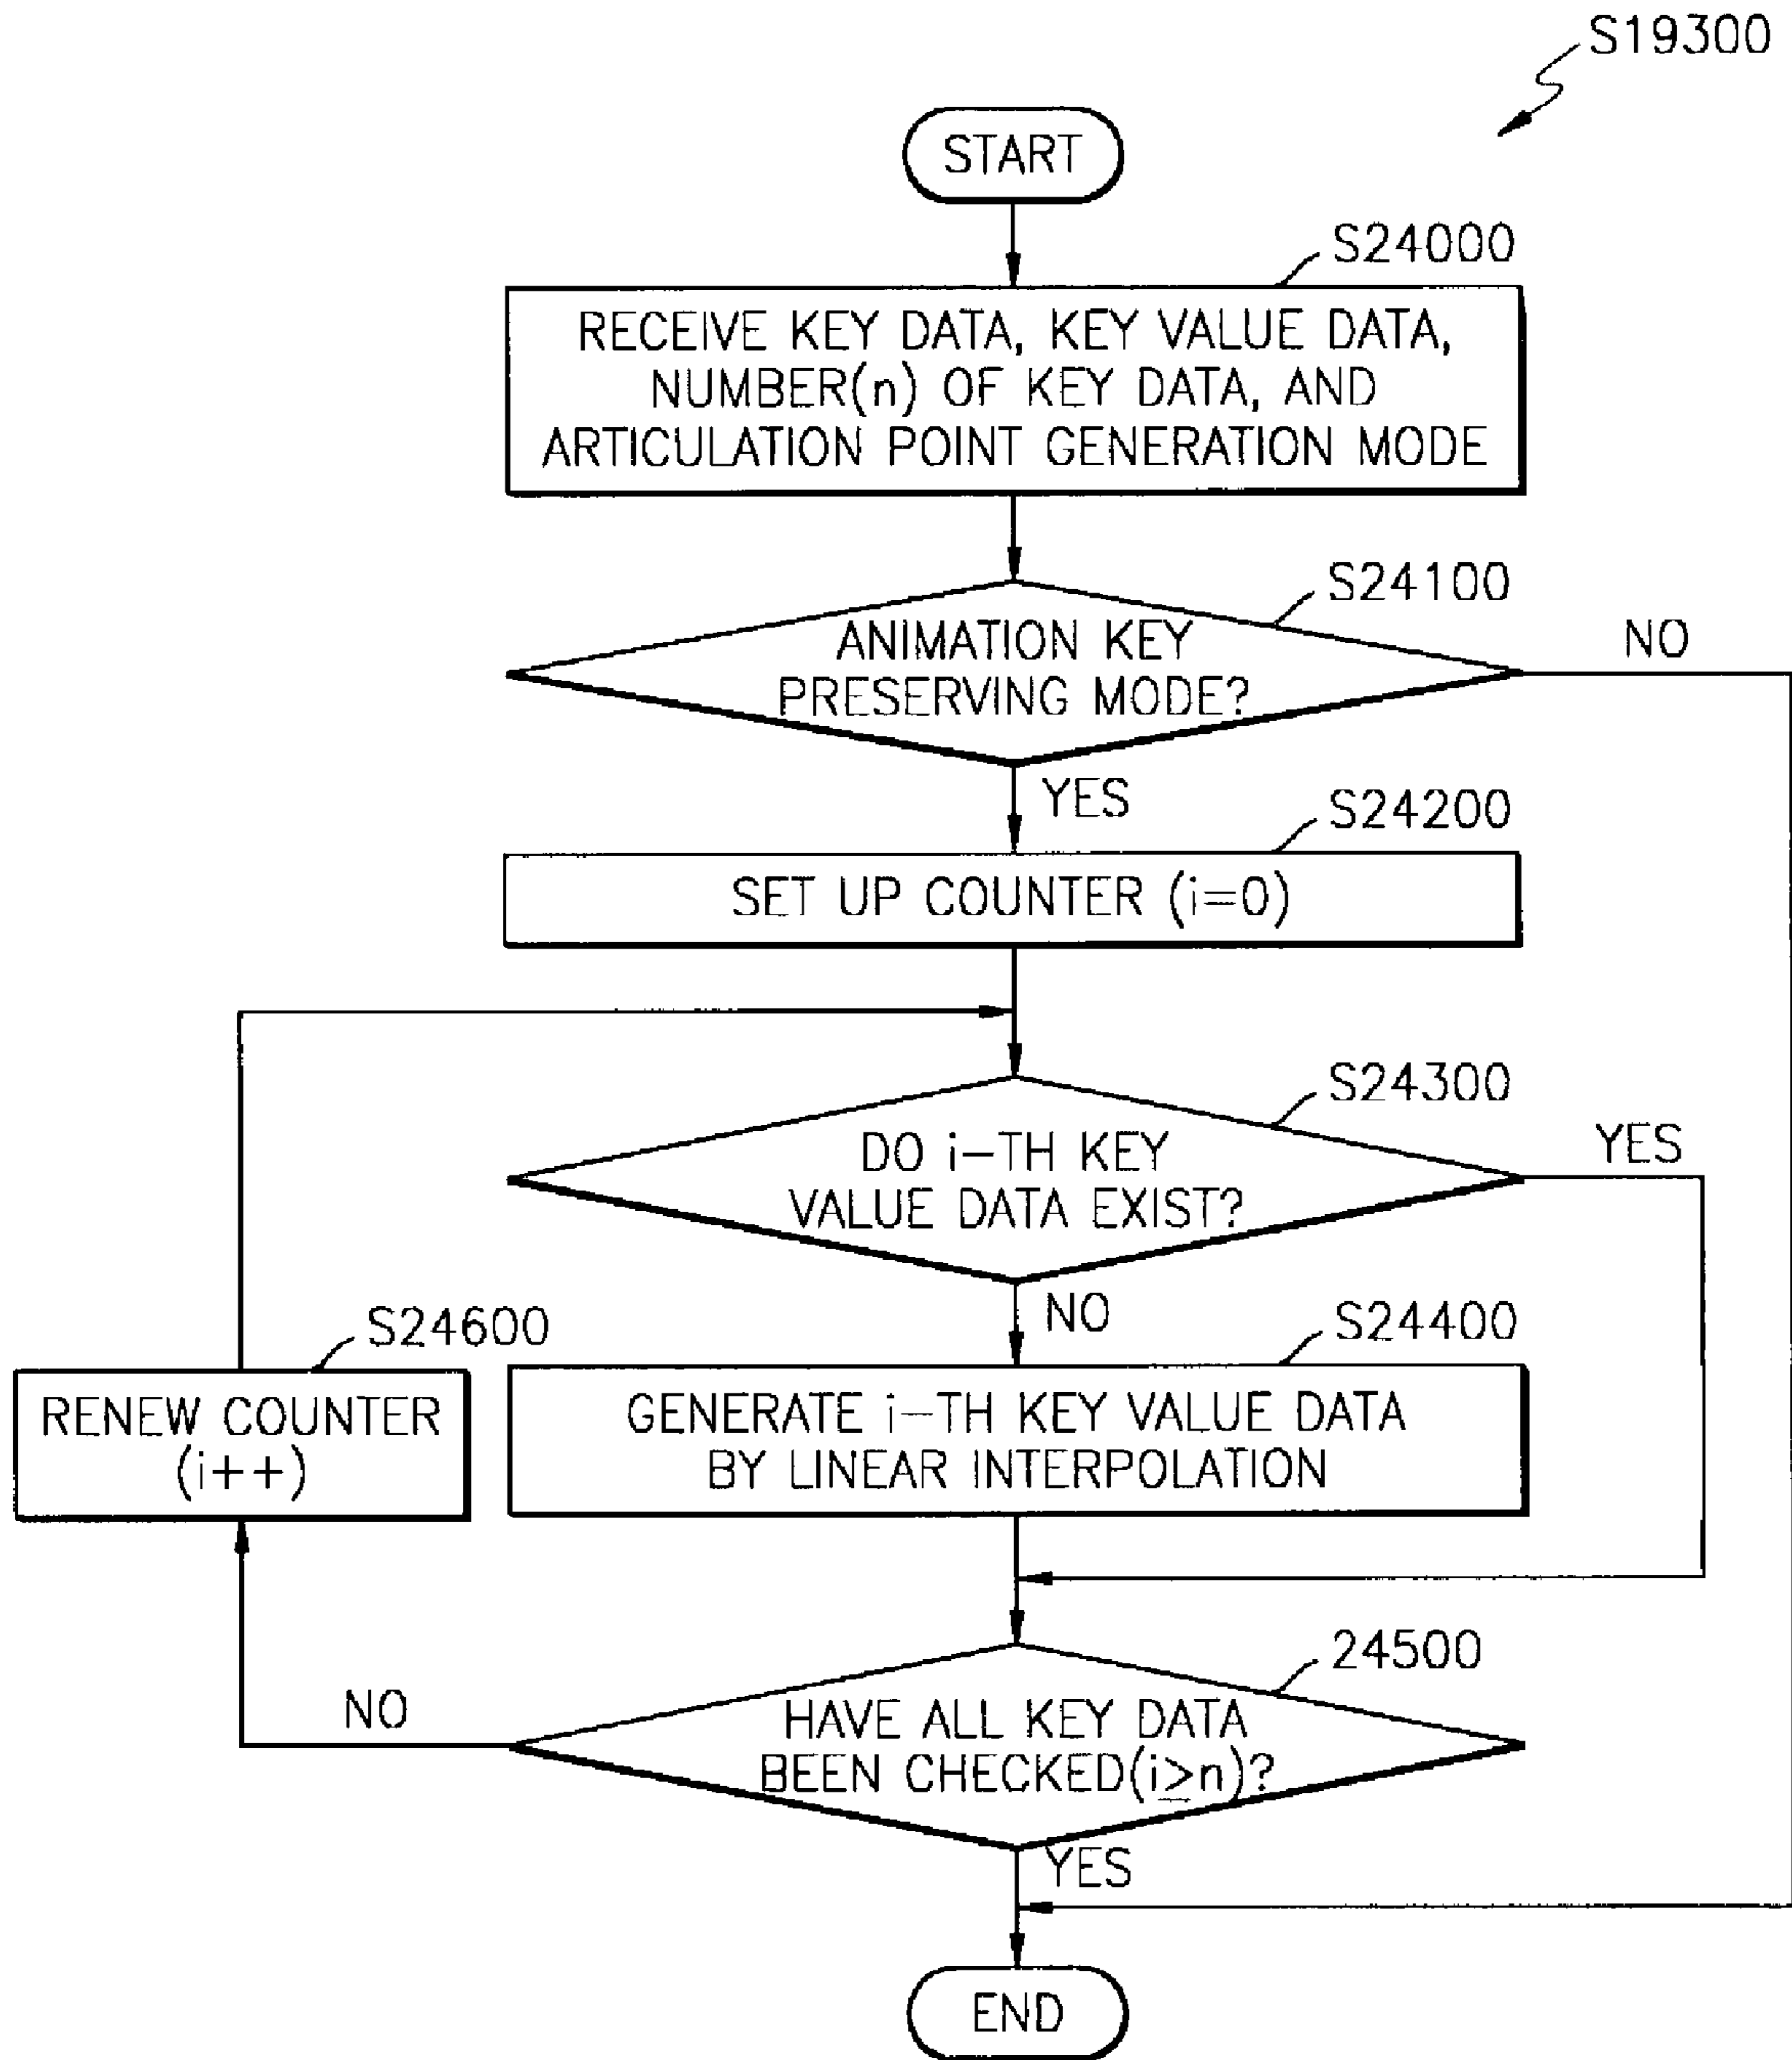 S19300
START
S24000
RECEIVE KEY DATA, KEY VALUE DATA,
NUMBER(n) OF KEY DATA, AND
ARTICULATION POINT GENERATION MODE
S24100
ANIMATION KEY
PRESERVING MODE?
NO
YES
S24200
SET UP COUNTER (i=0)
S24300
DO i-TH KEY
VALUE DATA EXIST?
YES
NO
S24600
RENEW COUNTER
(i++)
S24400
GENERATE i-TH KEY VALUE DATA
BY LINEAR INTERPOLATION
24500
HAVE ALL KEY DATA
BEEN CHECKED(i≥n)?
NO
YES
END